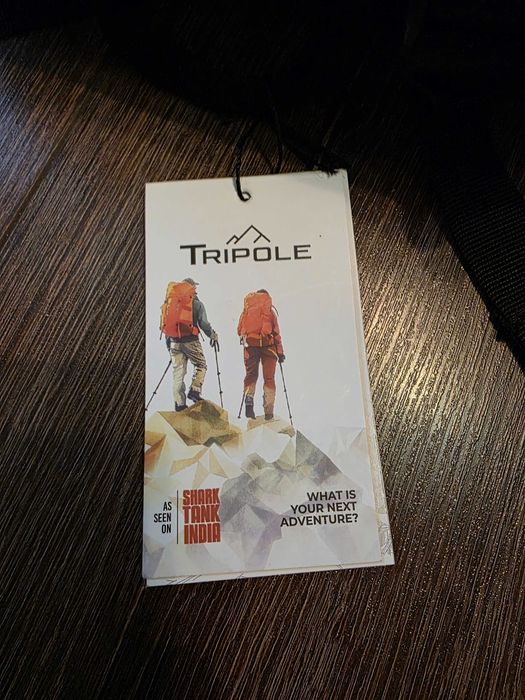 TRIPOLE
AS
SEEN
ON
SHARK
TANK
INDIA
WHAT IS
YOUR NEXT
ADVENTURE?